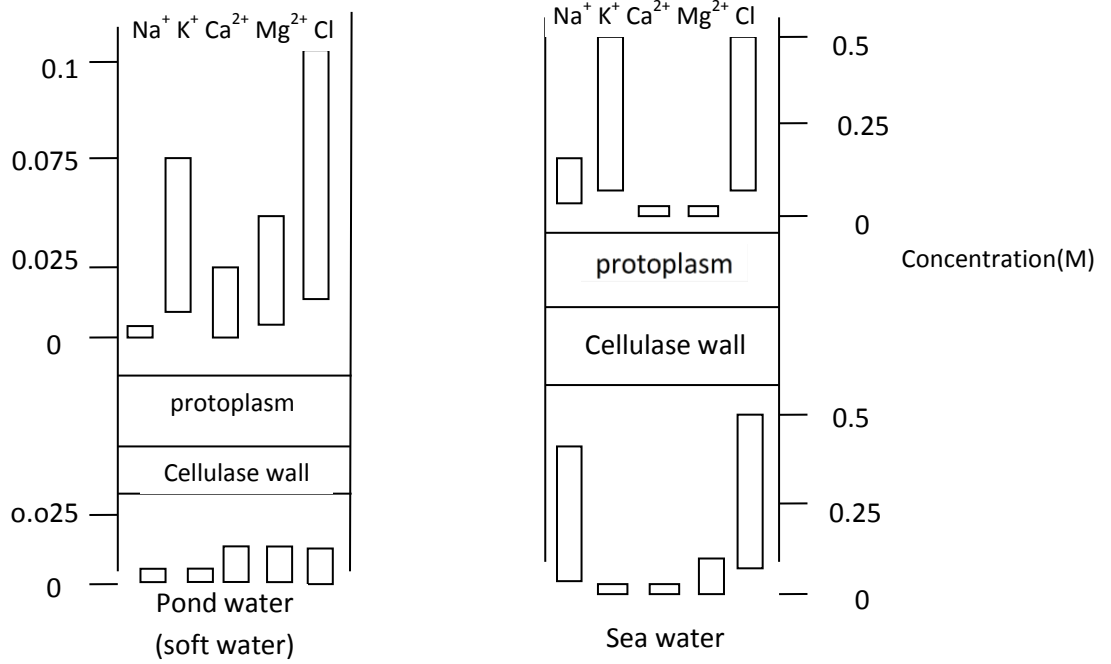 Na⁺ K⁺ Ca²⁺ Mg²⁺ Cl
0.1
0.075
0.025
0
protoplasm
Cellulase wall
o.o25
0
Pond water
(soft water)
Na⁺ K⁺ Ca²⁺ Mg²⁺ Cl
0.5
0.25
0
protoplasm
Concentration(M)
Cellulase wall
0.5
0.25
0
Sea water